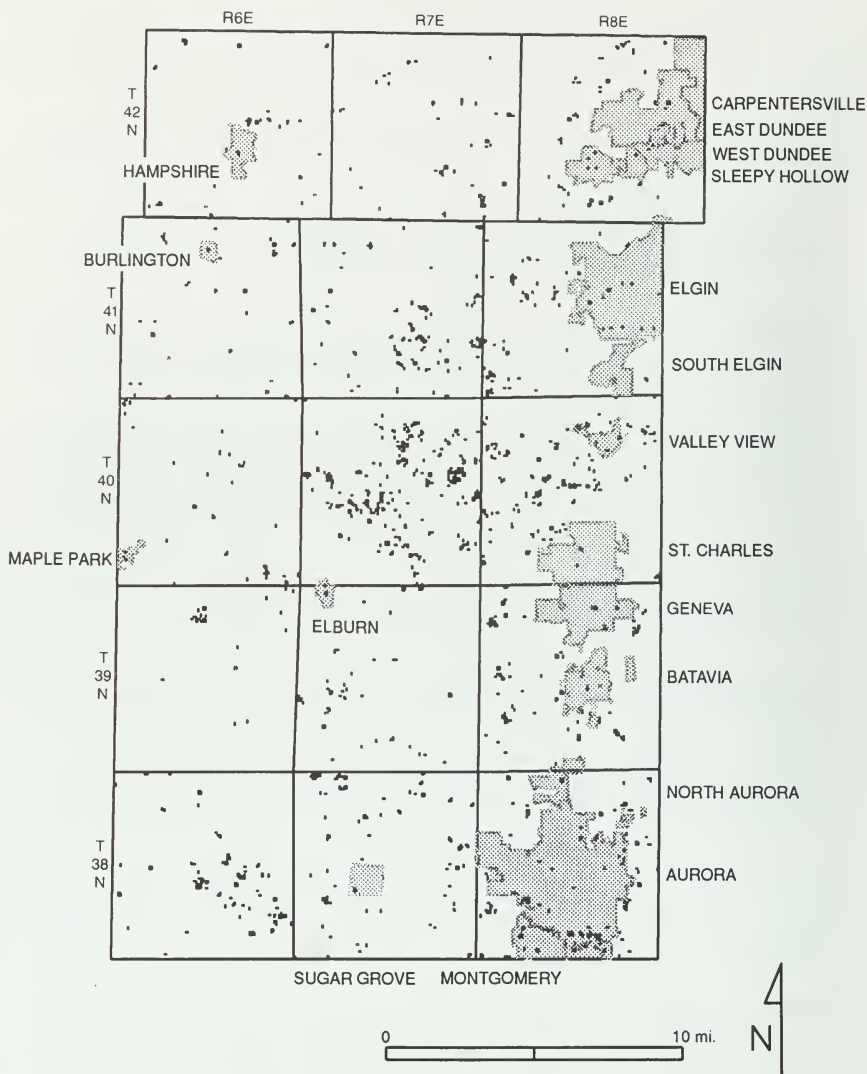 R6E R7E R8E
T
42
N
CARPENTERSVILLE
EAST DUNDEE
WEST DUNDEE
SLEEPY HOLLOW
HAMPSHIRE
BURLINGTON
T
41
N
ELGIN
SOUTH ELGIN
VALLEY VIEW
T
40
N
MAPLE PARK
ST. CHARLES
GENEVA
ELBURN
T
39
N
BATAVIA
NORTH AURORA
T
38
N
AURORA
SUGAR GROVE MONTGOMERY
0 10 mi.
N